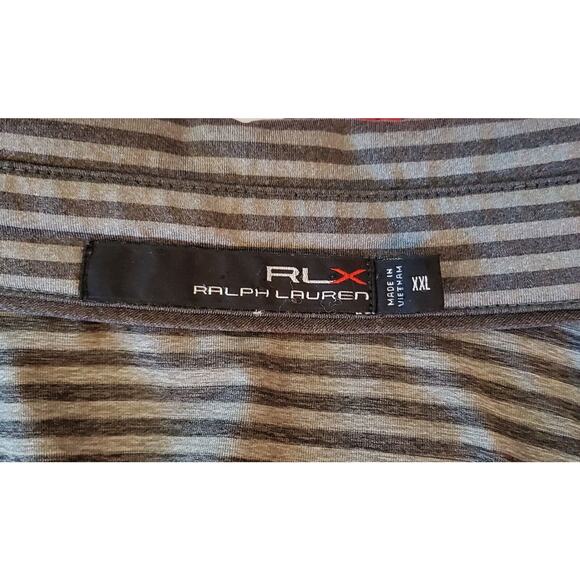 RLX
RALPH LAUREN
MADE IN
VIETNAM
XXL